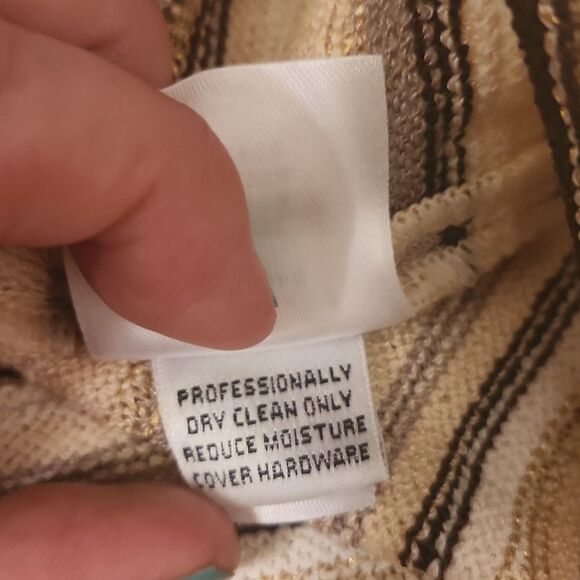 PROFESSIONALLY
DRY CLEAN ONLY
REDUCE MOISTURE
COVER HARDWARE